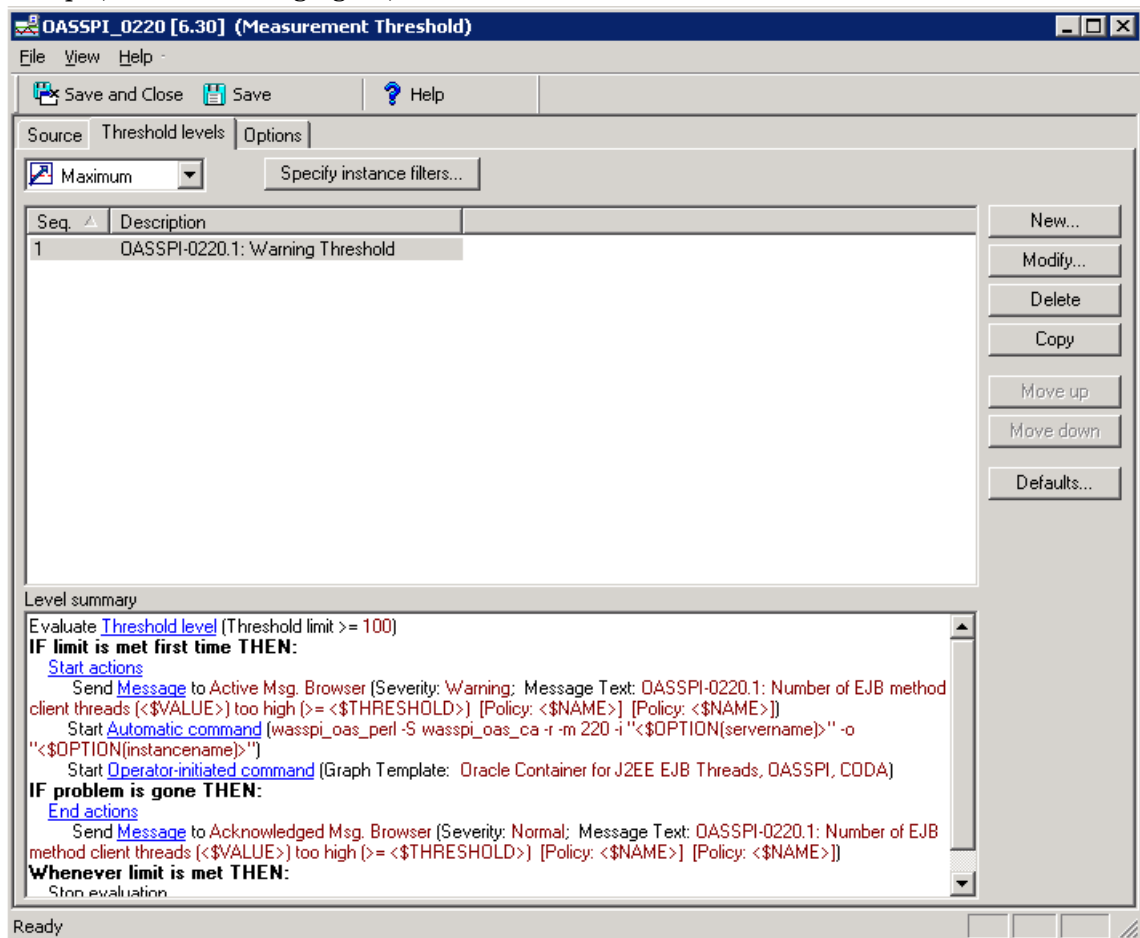 OASSPI_0220 [6.30] (Measurement Threshold)
File View Help
Save and Close Save Help
Source Threshold levels Options
Maximum Specify instance filters...
Seq. Description
1 OASSPI-0220.1: Warning Threshold
New...
Modify...
Delete
Copy
Move up
Move down
Defaults...
Level summary
Evaluate Threshold level (Threshold limit >= 100)
IF limit is met first time THEN:
Start actions
Send Message to Active Msg. Browser (Severity: Warning; Message Text: OASSPI-0220.1: Number of EJB method
client threads (<$VALUE>) too high (>= <$THRESHOLD>) [Policy: <$NAME>] [Policy: <$NAME>])
Start Automatic command (wasspi_oas_perl -S wasspi_oas_ca -r -m 220 -i "<$OPTION(servername)>" -o
"<$OPTION(instancename)>")
Start Operator-initiated command (Graph Template: Oracle Container for J2EE EJB Threads, OASSPI, CODA)
IF problem is gone THEN:
End actions
Send Message to Acknowledged Msg. Browser (Severity: Normal; Message Text: OASSPI-0220.1: Number of EJB
method client threads (<$VALUE>) too high (>= <$THRESHOLD>) [Policy: <$NAME>] [Policy: <$NAME>])
Whenever limit is met THEN:
Stop evaluation
Ready